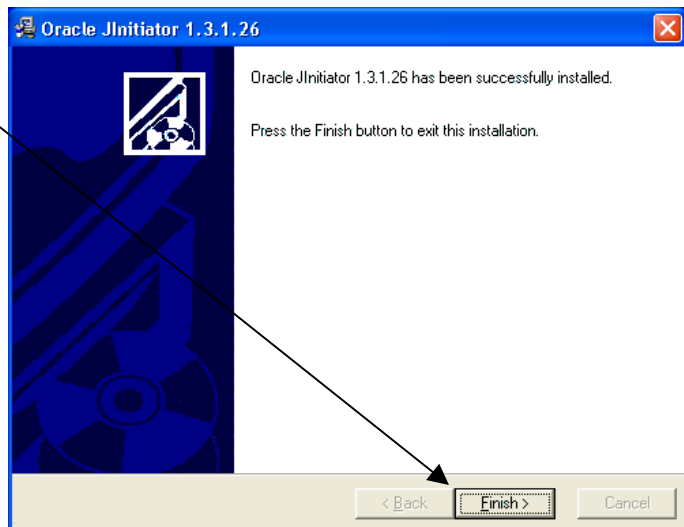 Oracle JInitiator 1.3.1.26
Oracle JInitiator 1.3.1.26 has been successfully installed.
Press the Finish button to exit this installation.
< Back Finish > Cancel